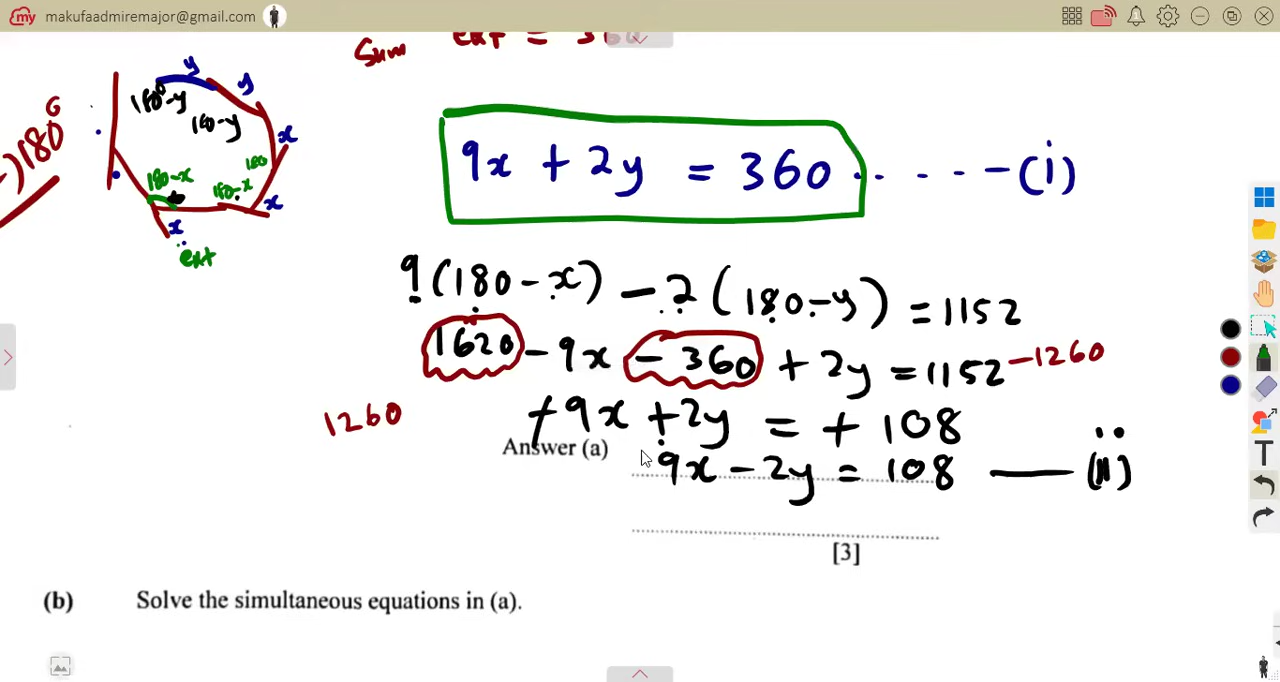 my makufaadmiremajor@gmail.com
Sum ext = 360
y
y
180°-y
180-y
)180°
x
180
180-x
180-x
x
x
ext
9x + 2y = 360 ...... -(i)
9(180-x) - 2(180-y) = 1152
1620 - 9x - 360 + 2y = 1152 - 1260
1260
+9x + 2y = + 108
Answer (a)
9x - 2y = 108 —— (ii)
[3]
(b) Solve the simultaneous equations in (a).
T